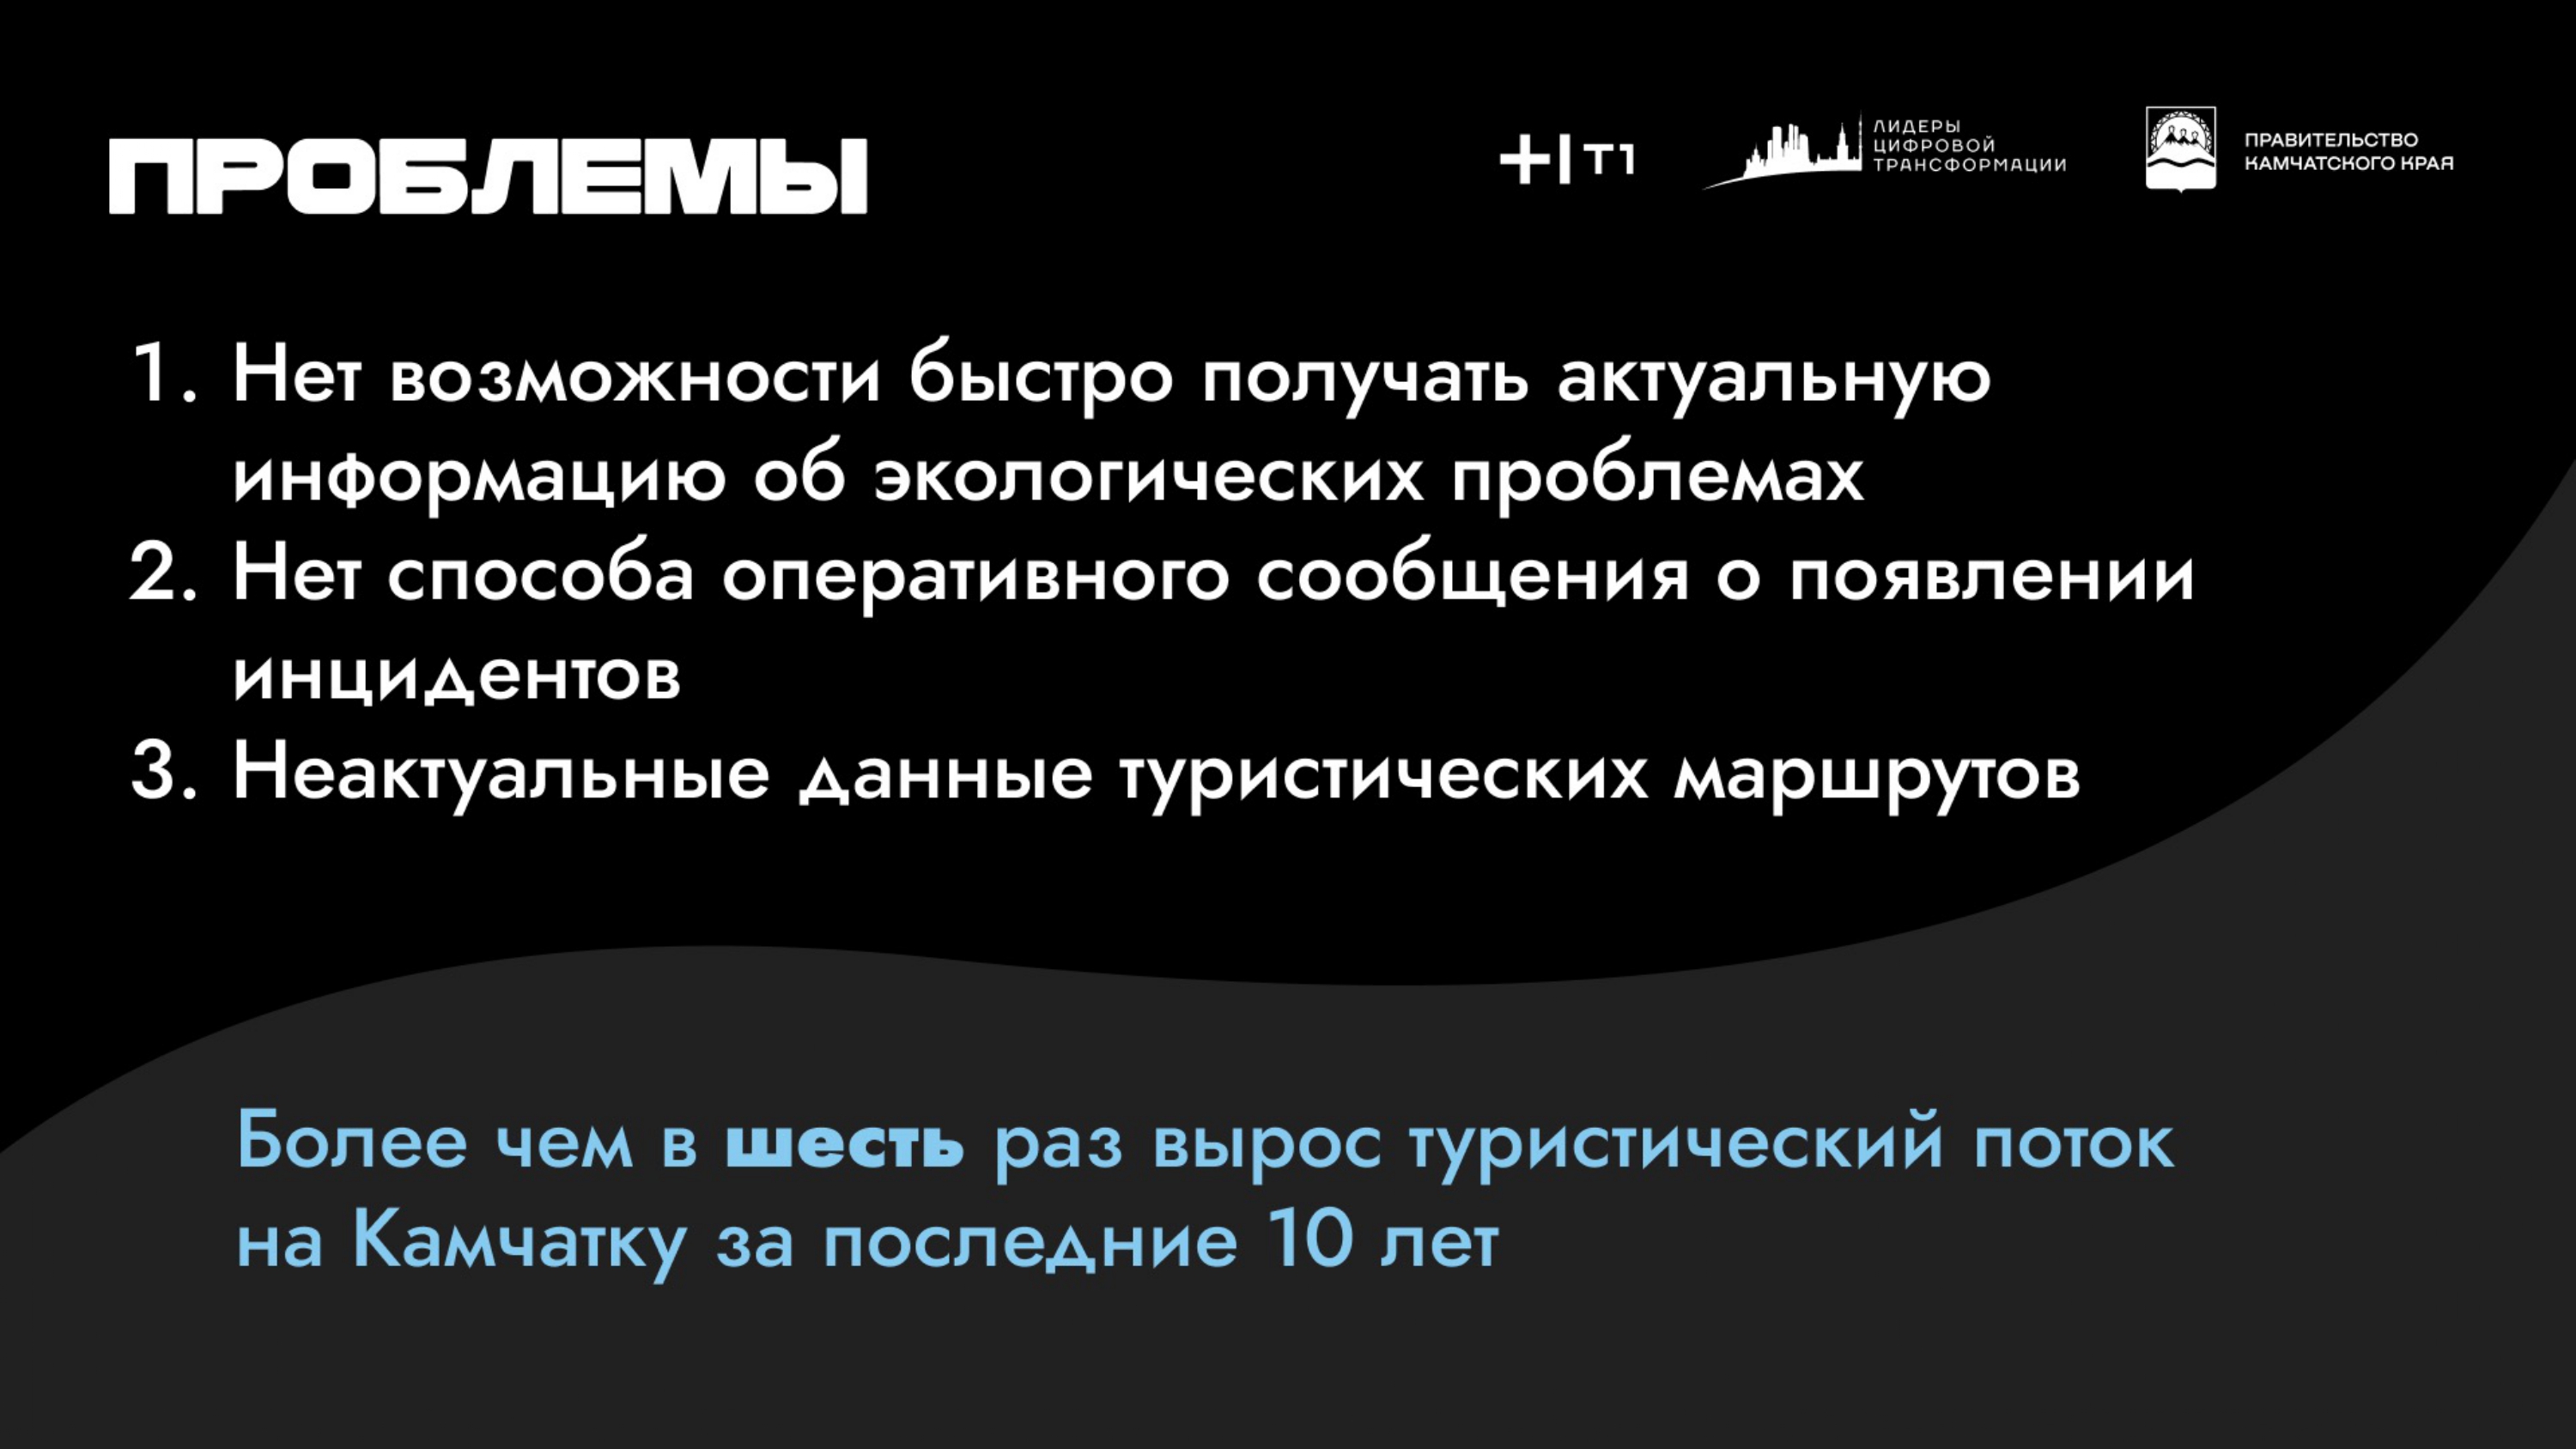 ПРОБЛЕМЫ
Т1
ЛИДЕРЫ
ЦИФРОВОЙ
ТРАНСФОРМАЦИИ
ПРАВИТЕЛЬСТВО
КАМЧАТСКОГО КРАЯ
1. Нет возможности быстро получать актуальную
информацию об экологических проблемах
2. Нет способа оперативного сообщения о появлении
инцидентов
3. Неактуальные данные туристических маршрутов
Более чем в шесть раз вырос туристический поток
на Камчатку за последние 10 лет